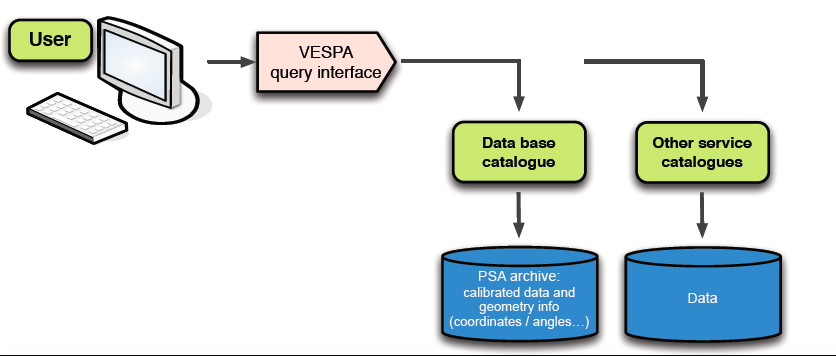 User
VESPA
query interface
Data base
catalogue
Other service
catalogues
PSA archive:
calibrated data and
geometry info
(coordinates / angles…)
Data